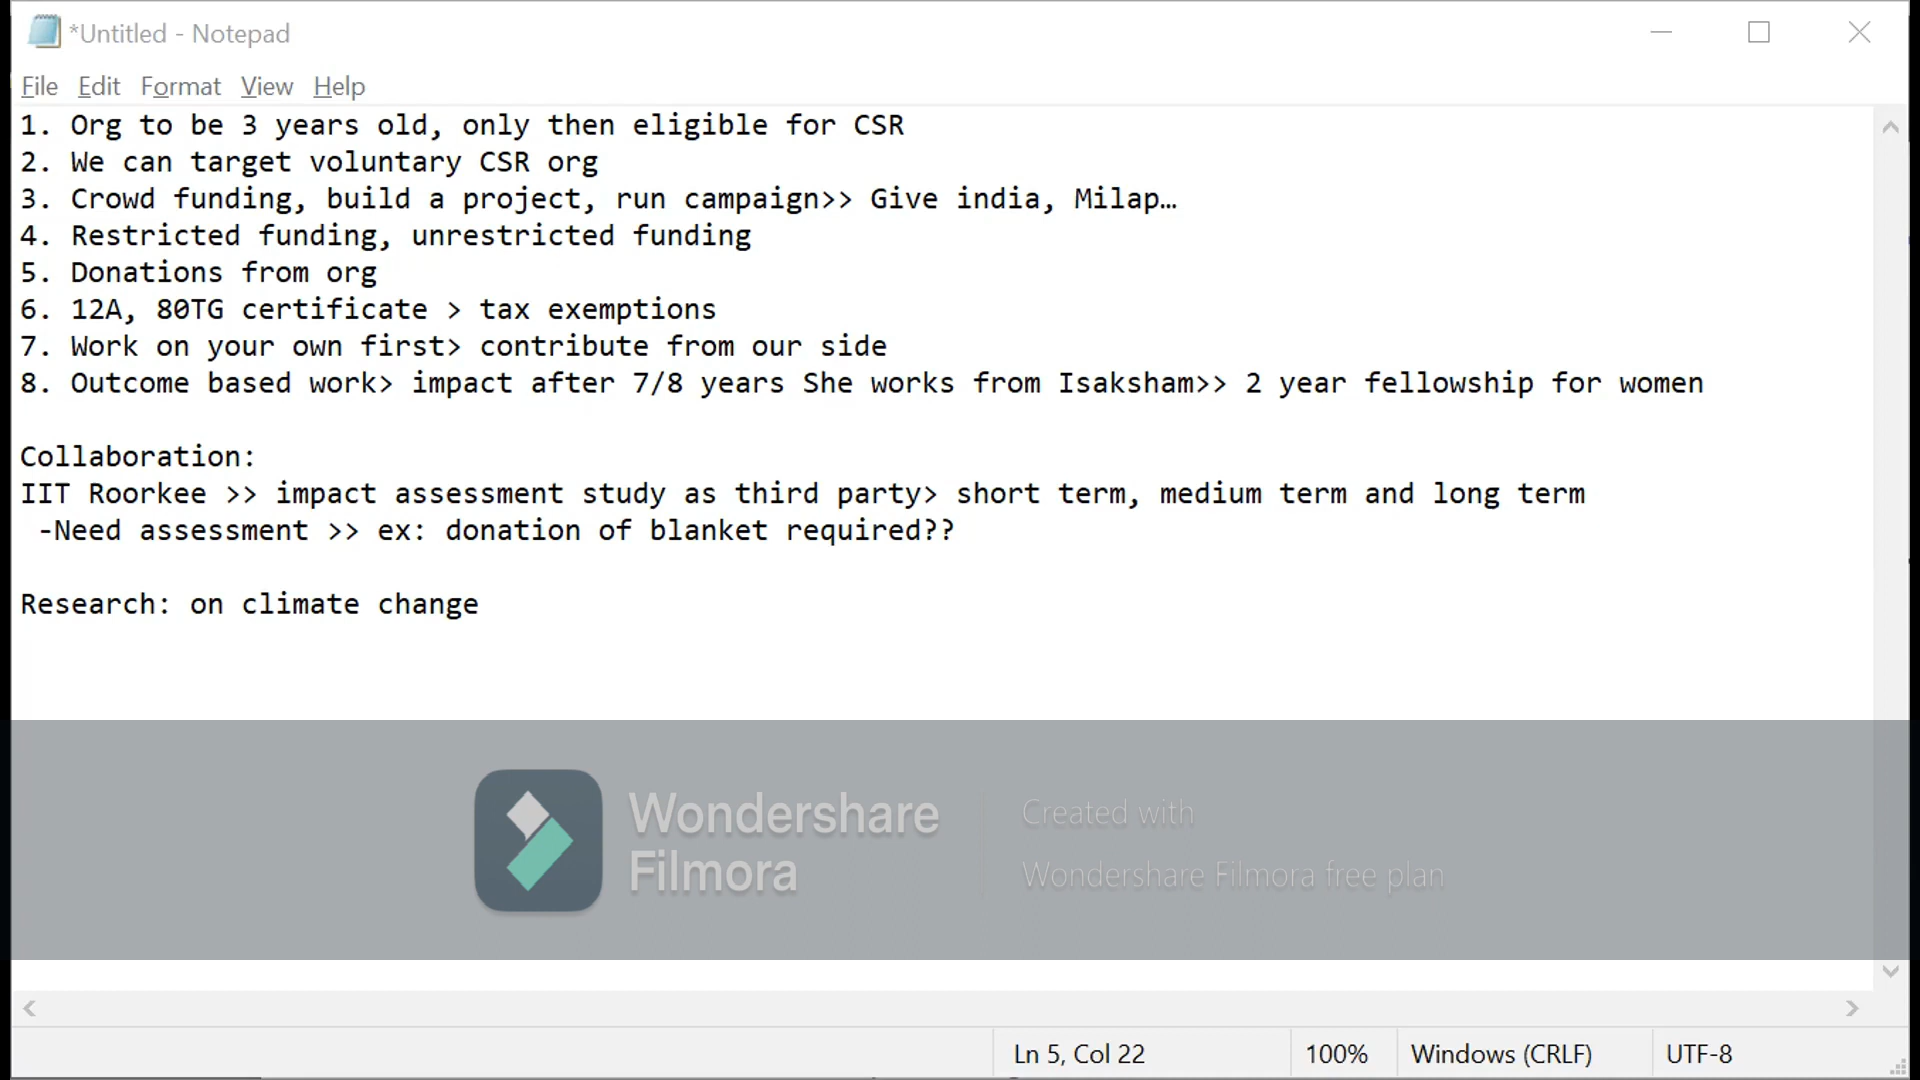 *Untitled - Notepad
File Edit Format View Help
1. Org to be 3 years old, only then eligible for CSR
2. We can target voluntary CSR org
3. Crowd funding, build a project, run campaign>> Give india, Milap…
4. Restricted funding, unrestricted funding
5. Donations from org
6. 12A, 80TG certificate > tax exemptions
7. Work on your own first> contribute from our side
8. Outcome based work> impact after 7/8 years She works from Isaksham>> 2 year fellowship for women
Collaboration:
IIT Roorkee >> impact assessment study as third party> short term, medium term and long term
-Need assessment >> ex: donation of blanket required??
Research: on climate change
Wondershare
Filmora
Created with
Wondershare Filmora free plan
Ln 5, Col 22 100% Windows (CRLF) UTF-8